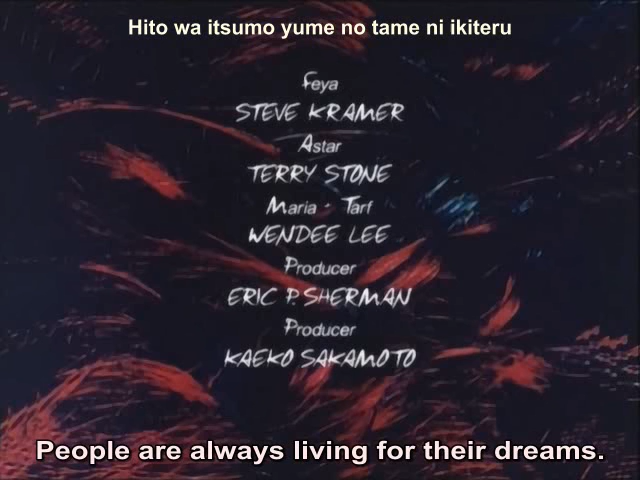 Hito wa itsumo yume no tame ni ikiteru
Feya
STEVE KRAMER
Astar
TERRY STONE
Maria - Tarf
WENDEE LEE
Producer
ERIC P. SHERMAN
Producer
KAEKO SAKAMOTO
People are always living for their dreams.